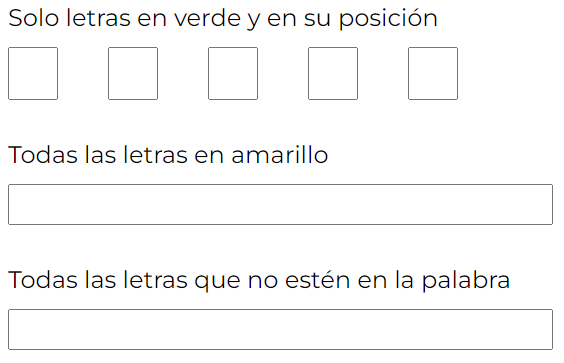 Solo letras en verde y en su posición
Todas las letras en amarillo
Todas las letras que no estén en la palabra